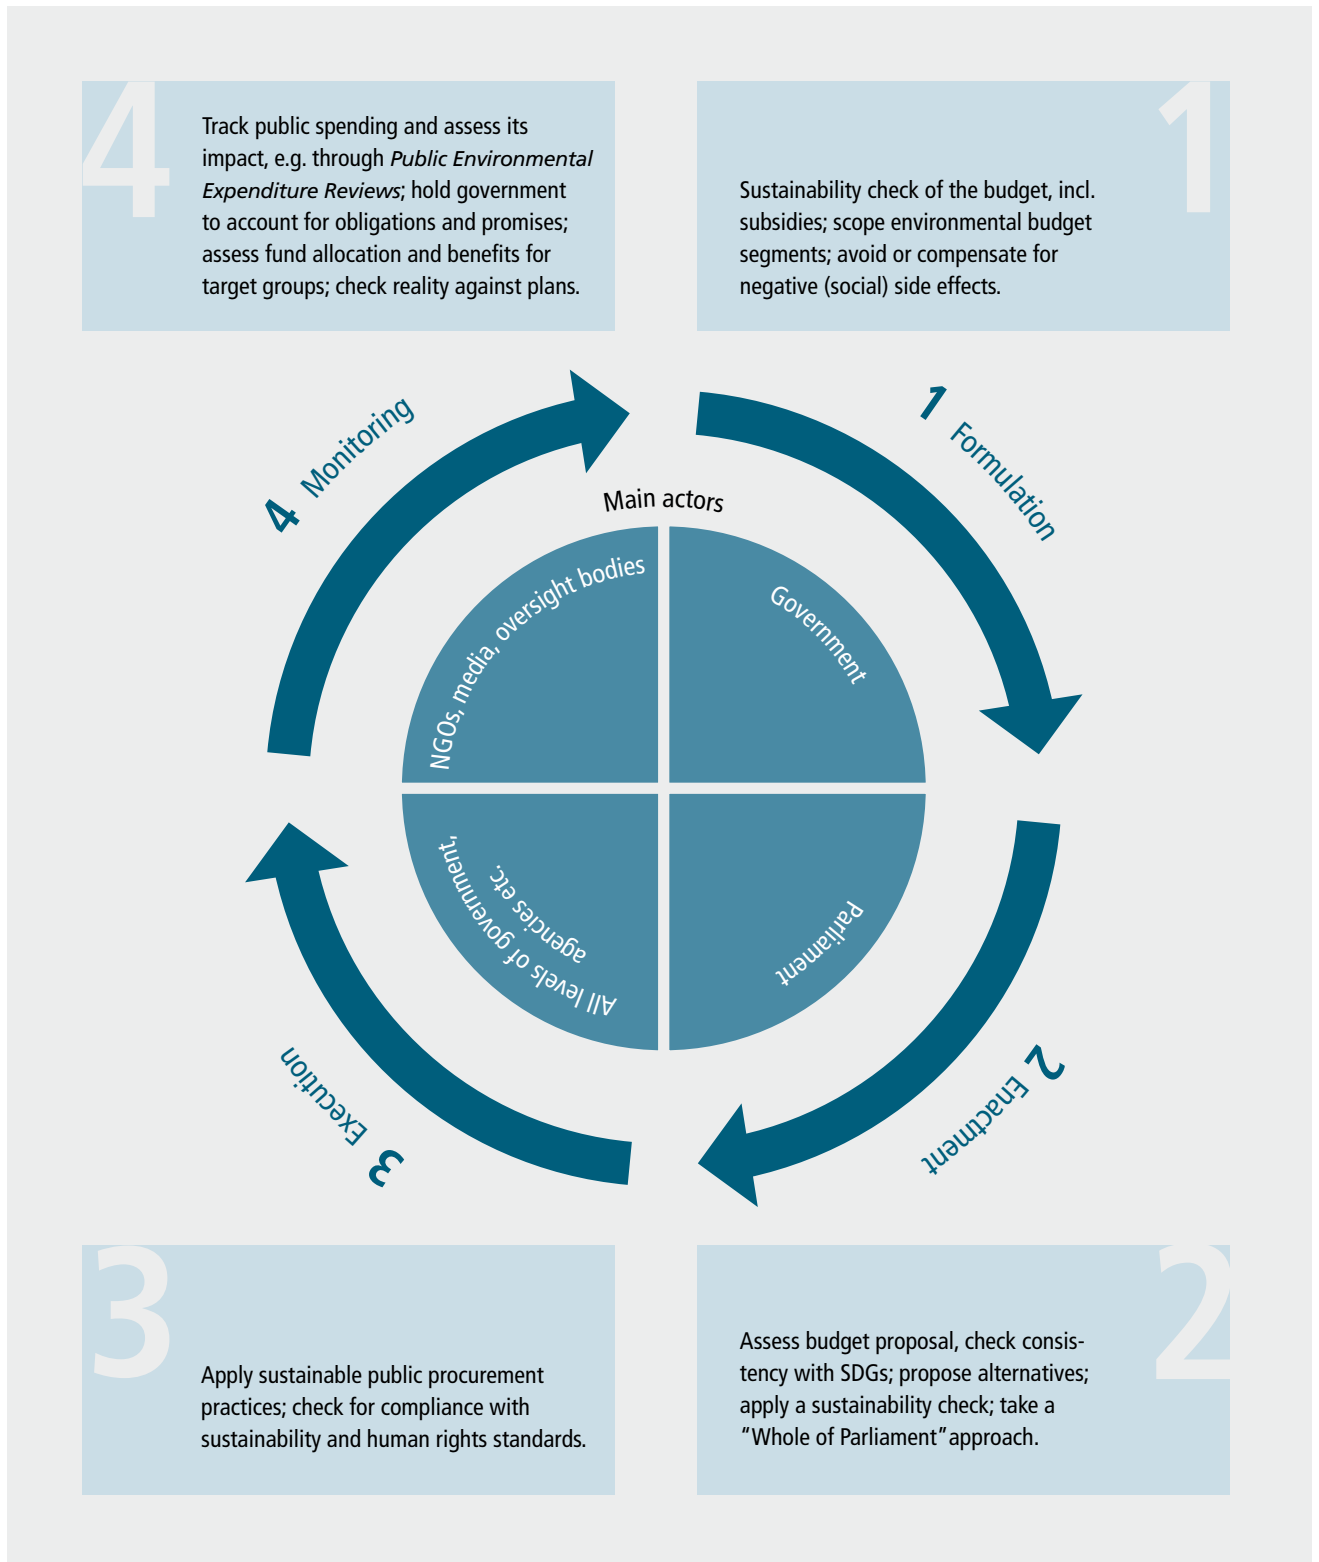 4
Track public spending and assess its
impact, e.g. through Public Environmental
Expenditure Reviews; hold government
to account for obligations and promises;
assess fund allocation and benefits for
target groups; check reality against plans.
1
Sustainability check of the budget, incl.
subsidies; scope environmental budget
segments; avoid or compensate for
negative (social) side effects.
4 Monitoring
1 Formulation
Main actors
NGOs, media, oversight bodies
Government
All levels of government,
agencies etc.
Parliament
3 Execution
2 Enactment
3
Apply sustainable public procurement
practices; check for compliance with
sustainability and human rights standards.
2
Assess budget proposal, check consis-
tency with SDGs; propose alternatives;
apply a sustainability check; take a
“Whole of Parliament” approach.